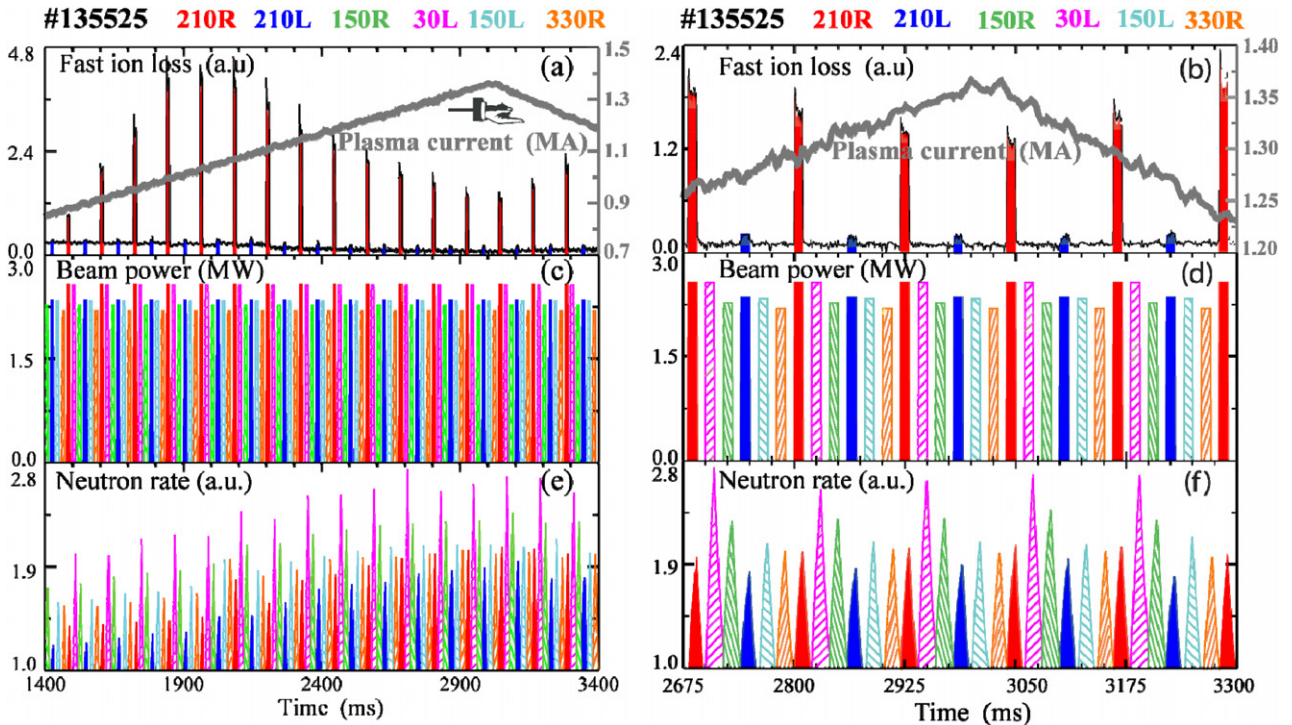 #135525 210R 210L 150R 30L 150L 330R
#135525 210R 210L 150R 30L 150L 330R
4.8
2.4
0.0
Fast ion loss (a.u)
(a)
Plasma current (MA)
1.5
1.3
1.1
0.9
0.7
2.4
1.2
0.0
Fast ion loss (a.u)
(b)
Plasma current (MA)
1.40
1.35
1.30
1.25
1.20
3.0
1.5
0.0
Beam power (MW)
(c)
3.0
1.5
0.0
Beam power (MW)
(d)
2.8
1.9
1.0
Neutron rate (a.u.)
(e)
1400 1900 2400 2900 3400
Time (ms)
2.8
1.9
1.0
Neutron rate (a.u.)
(f)
2675 2800 2925 3050 3175 3300
Time (ms)